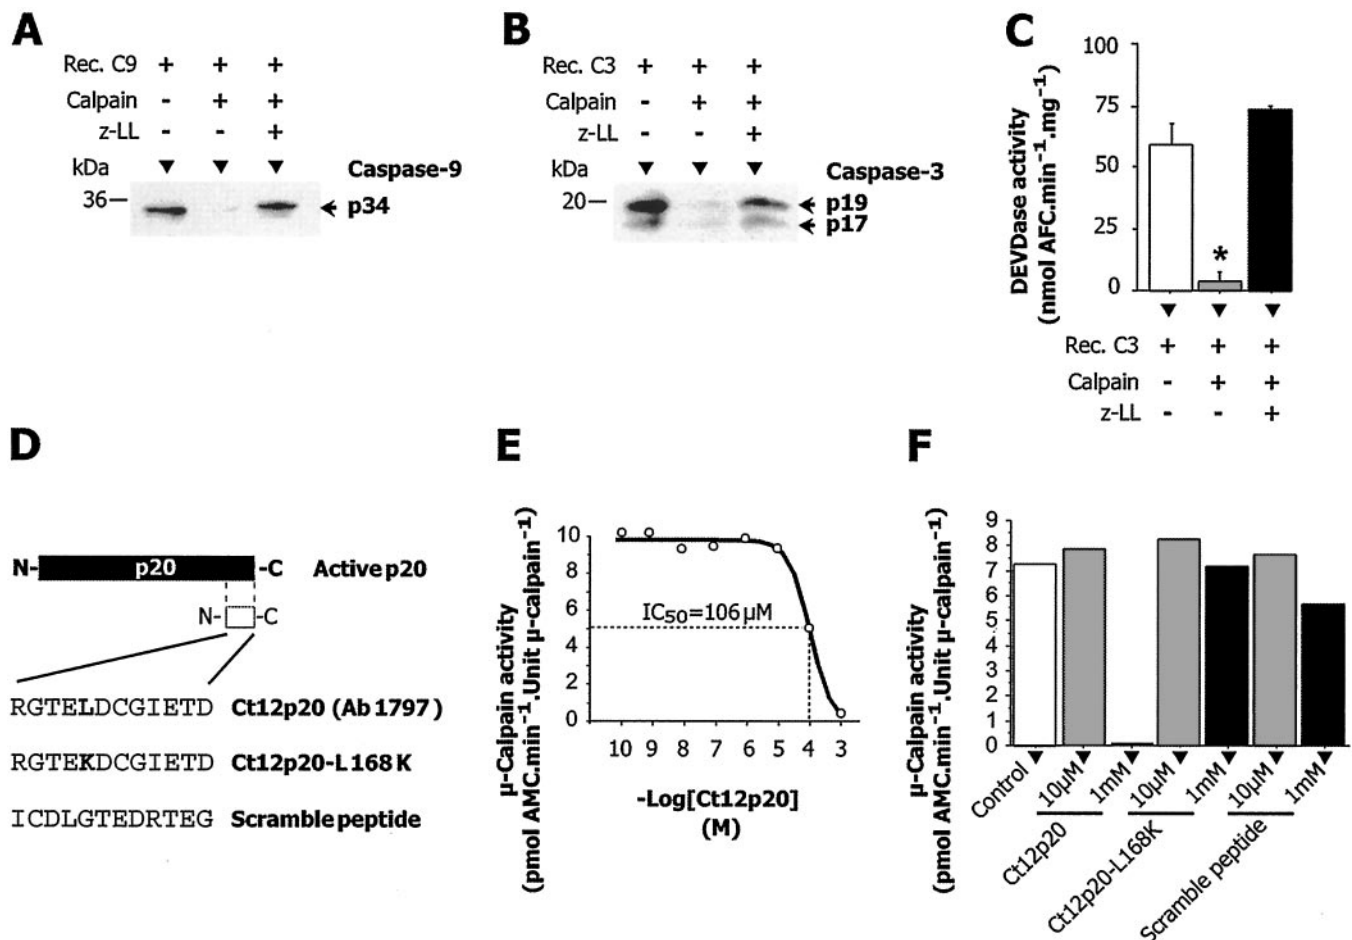 A
Rec. C9 + + +
Calpain - + +
z-LL - - +
kDa Caspase-9
36 p34
B
Rec. C3 + + +
Calpain - + +
z-LL - - +
kDa Caspase-3
20 p19
p17
C
DEVDase activity
(nmol AFC.min⁻¹.mg⁻¹)
100
75
50
25
0
*
Rec. C3 + + +
Calpain - + +
z-LL - - +
D
N- p20 -C Active p20
N- -C
RGTELDCGIETD Ct12p20 (Ab 1797)
RGTEKDCGIETD Ct12p20-L168K
ICDLGTEDRTEG Scramble peptide
E
μ-Calpain activity
(pmol AMC.min⁻¹.Unit μ-calpain⁻¹)
10
8
6
4
2
0
IC50=106μM
10 9 8 7 6 5 4 3
-Log[Ct12p20]
(M)
F
μ-Calpain activity
(pmol AMC.min⁻¹.Unit μ-calpain⁻¹)
9
8
7
6
5
4
3
2
1
0
Control 10μM 1mM 10μM 1mM 10μM 1mM
Ct12p20
Ct12p20-L168K
Scramble peptide